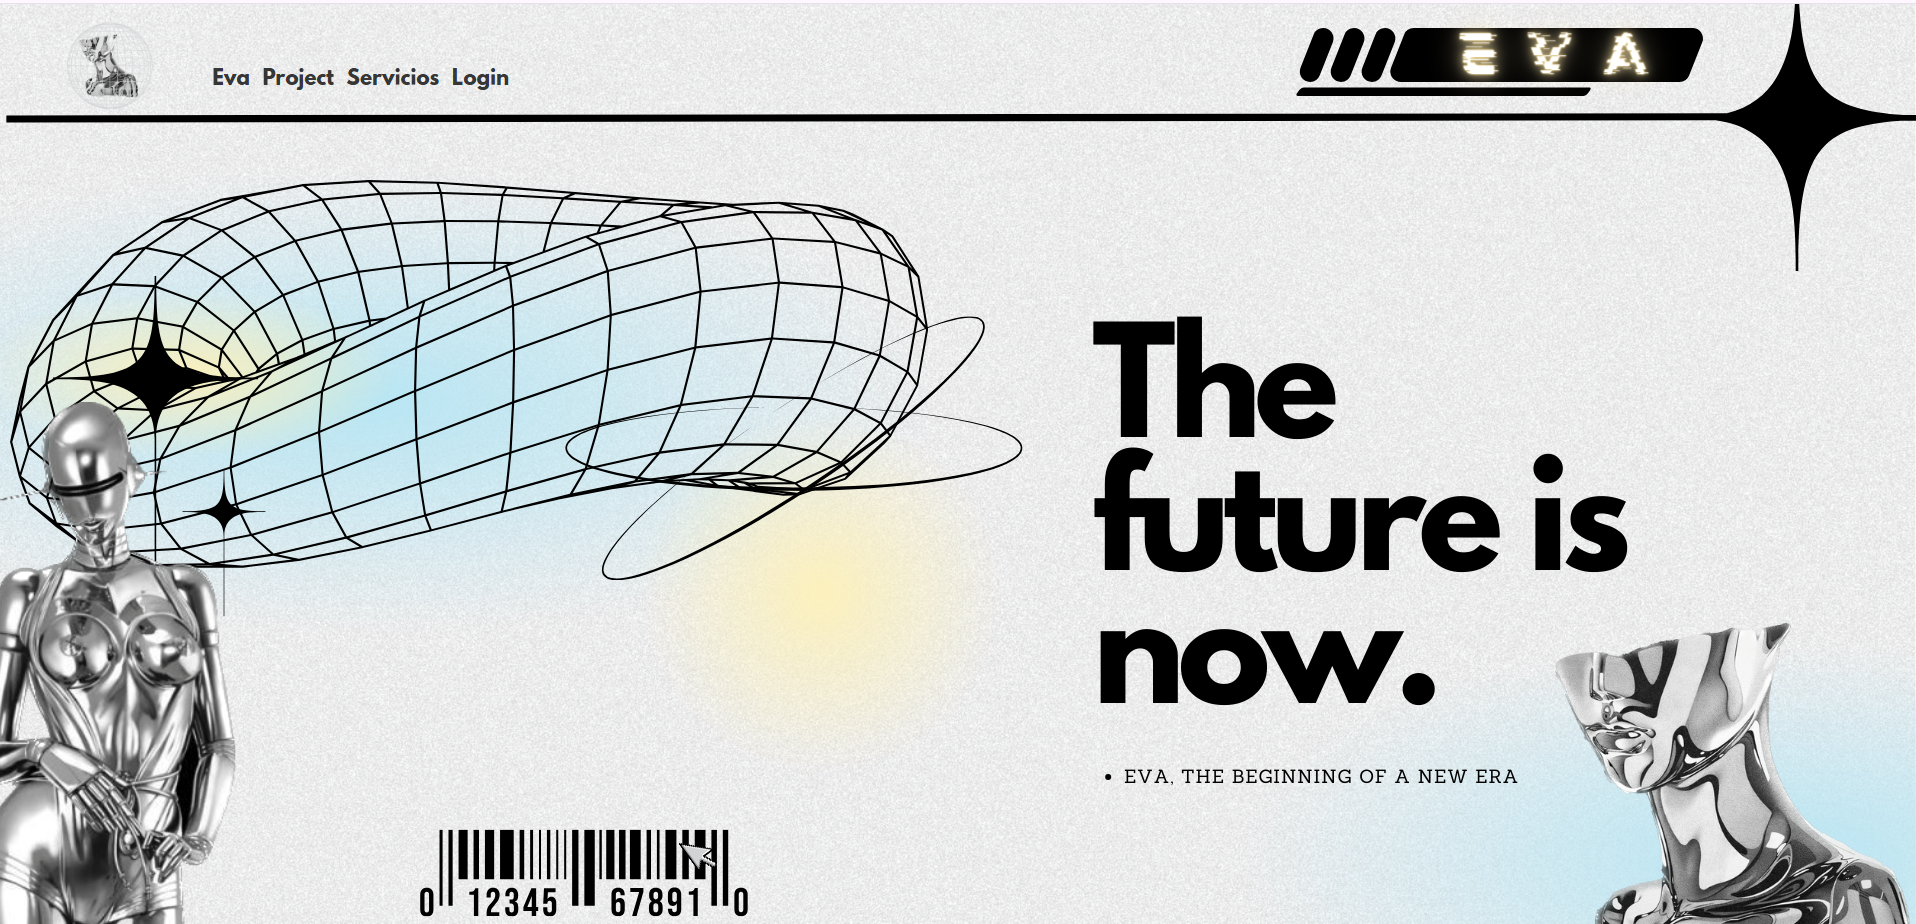 Eva Project Servicios Login
EVA
The
future is
now.
• EVA, THE BEGINNING OF A NEW ERA
0 12345 67891 0